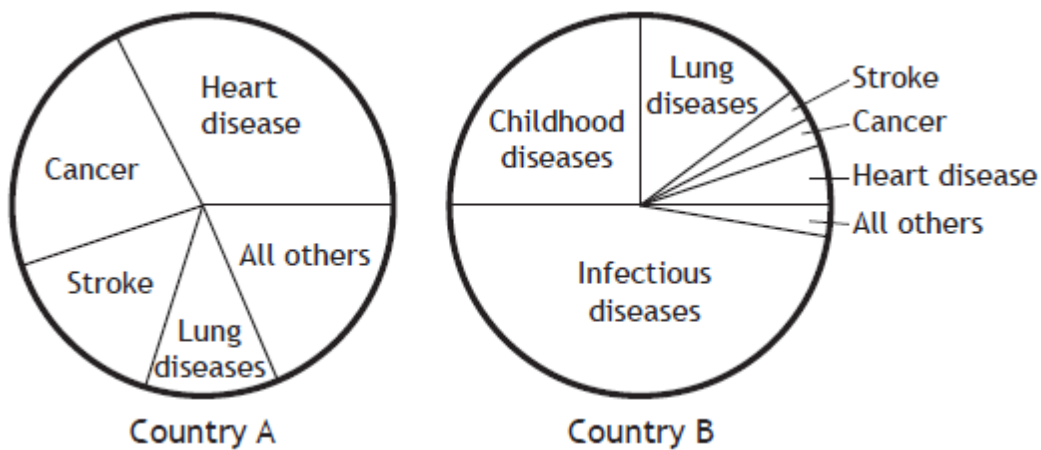 Heart
disease
Cancer
Stroke
Lung
diseases
All others
Country A
Childhood
diseases
Lung
diseases
Stroke
Cancer
Heart disease
All others
Infectious
diseases
Country B